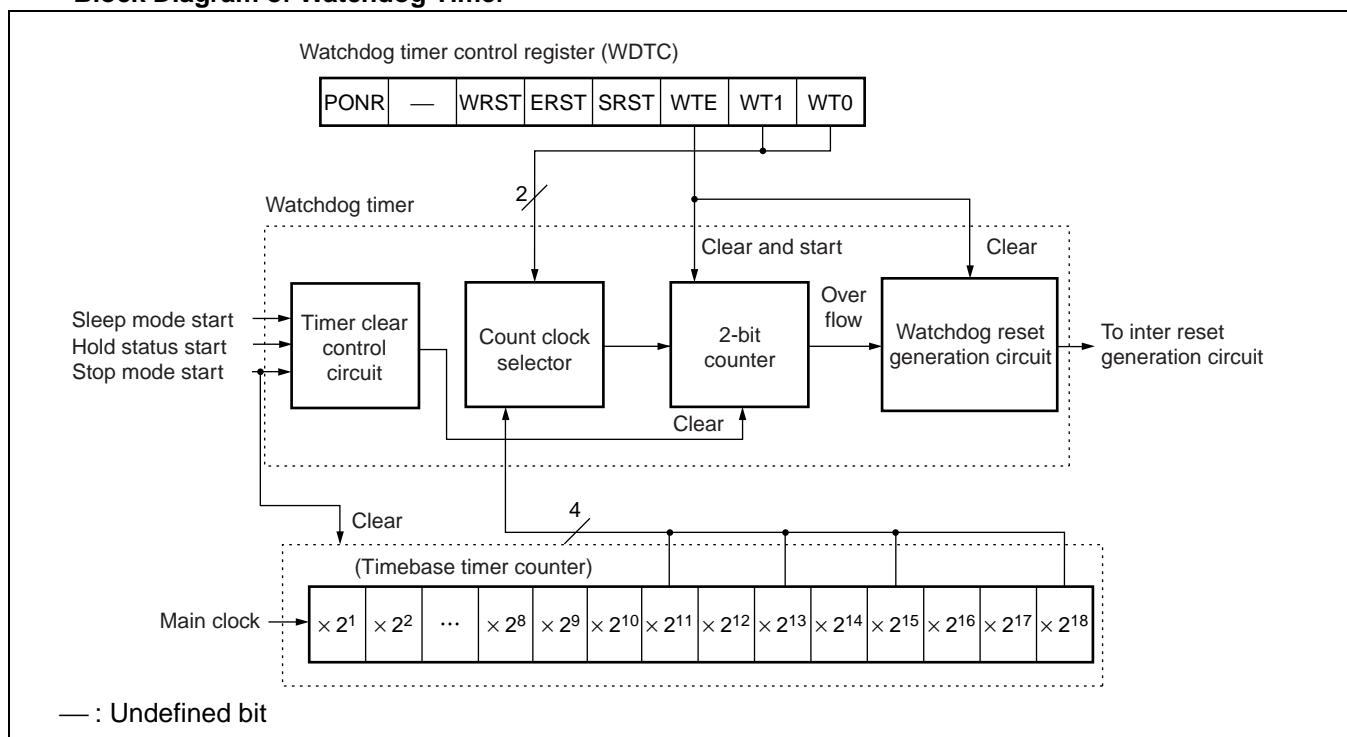 Block Diagram of Watchdog Timer
Watchdog timer control register (WDTC)
PONR — WRST ERST SRST WTE WT1 WT0
2
Watchdog timer
Clear and start
Clear
Sleep mode start
Hold status start
Stop mode start
Timer clear
control
circuit
Count clock
selector
2-bit
counter
Over
flow
Watchdog reset
generation circuit
To inter reset
generation circuit
Clear
4
Clear
(Timebase timer counter)
Main clock
× 2¹ × 2² ··· × 2⁸ × 2⁹ × 2¹⁰ × 2¹¹ × 2¹² × 2¹³ × 2¹⁴ × 2¹⁵ × 2¹⁶ × 2¹⁷ × 2¹⁸
— : Undefined bit